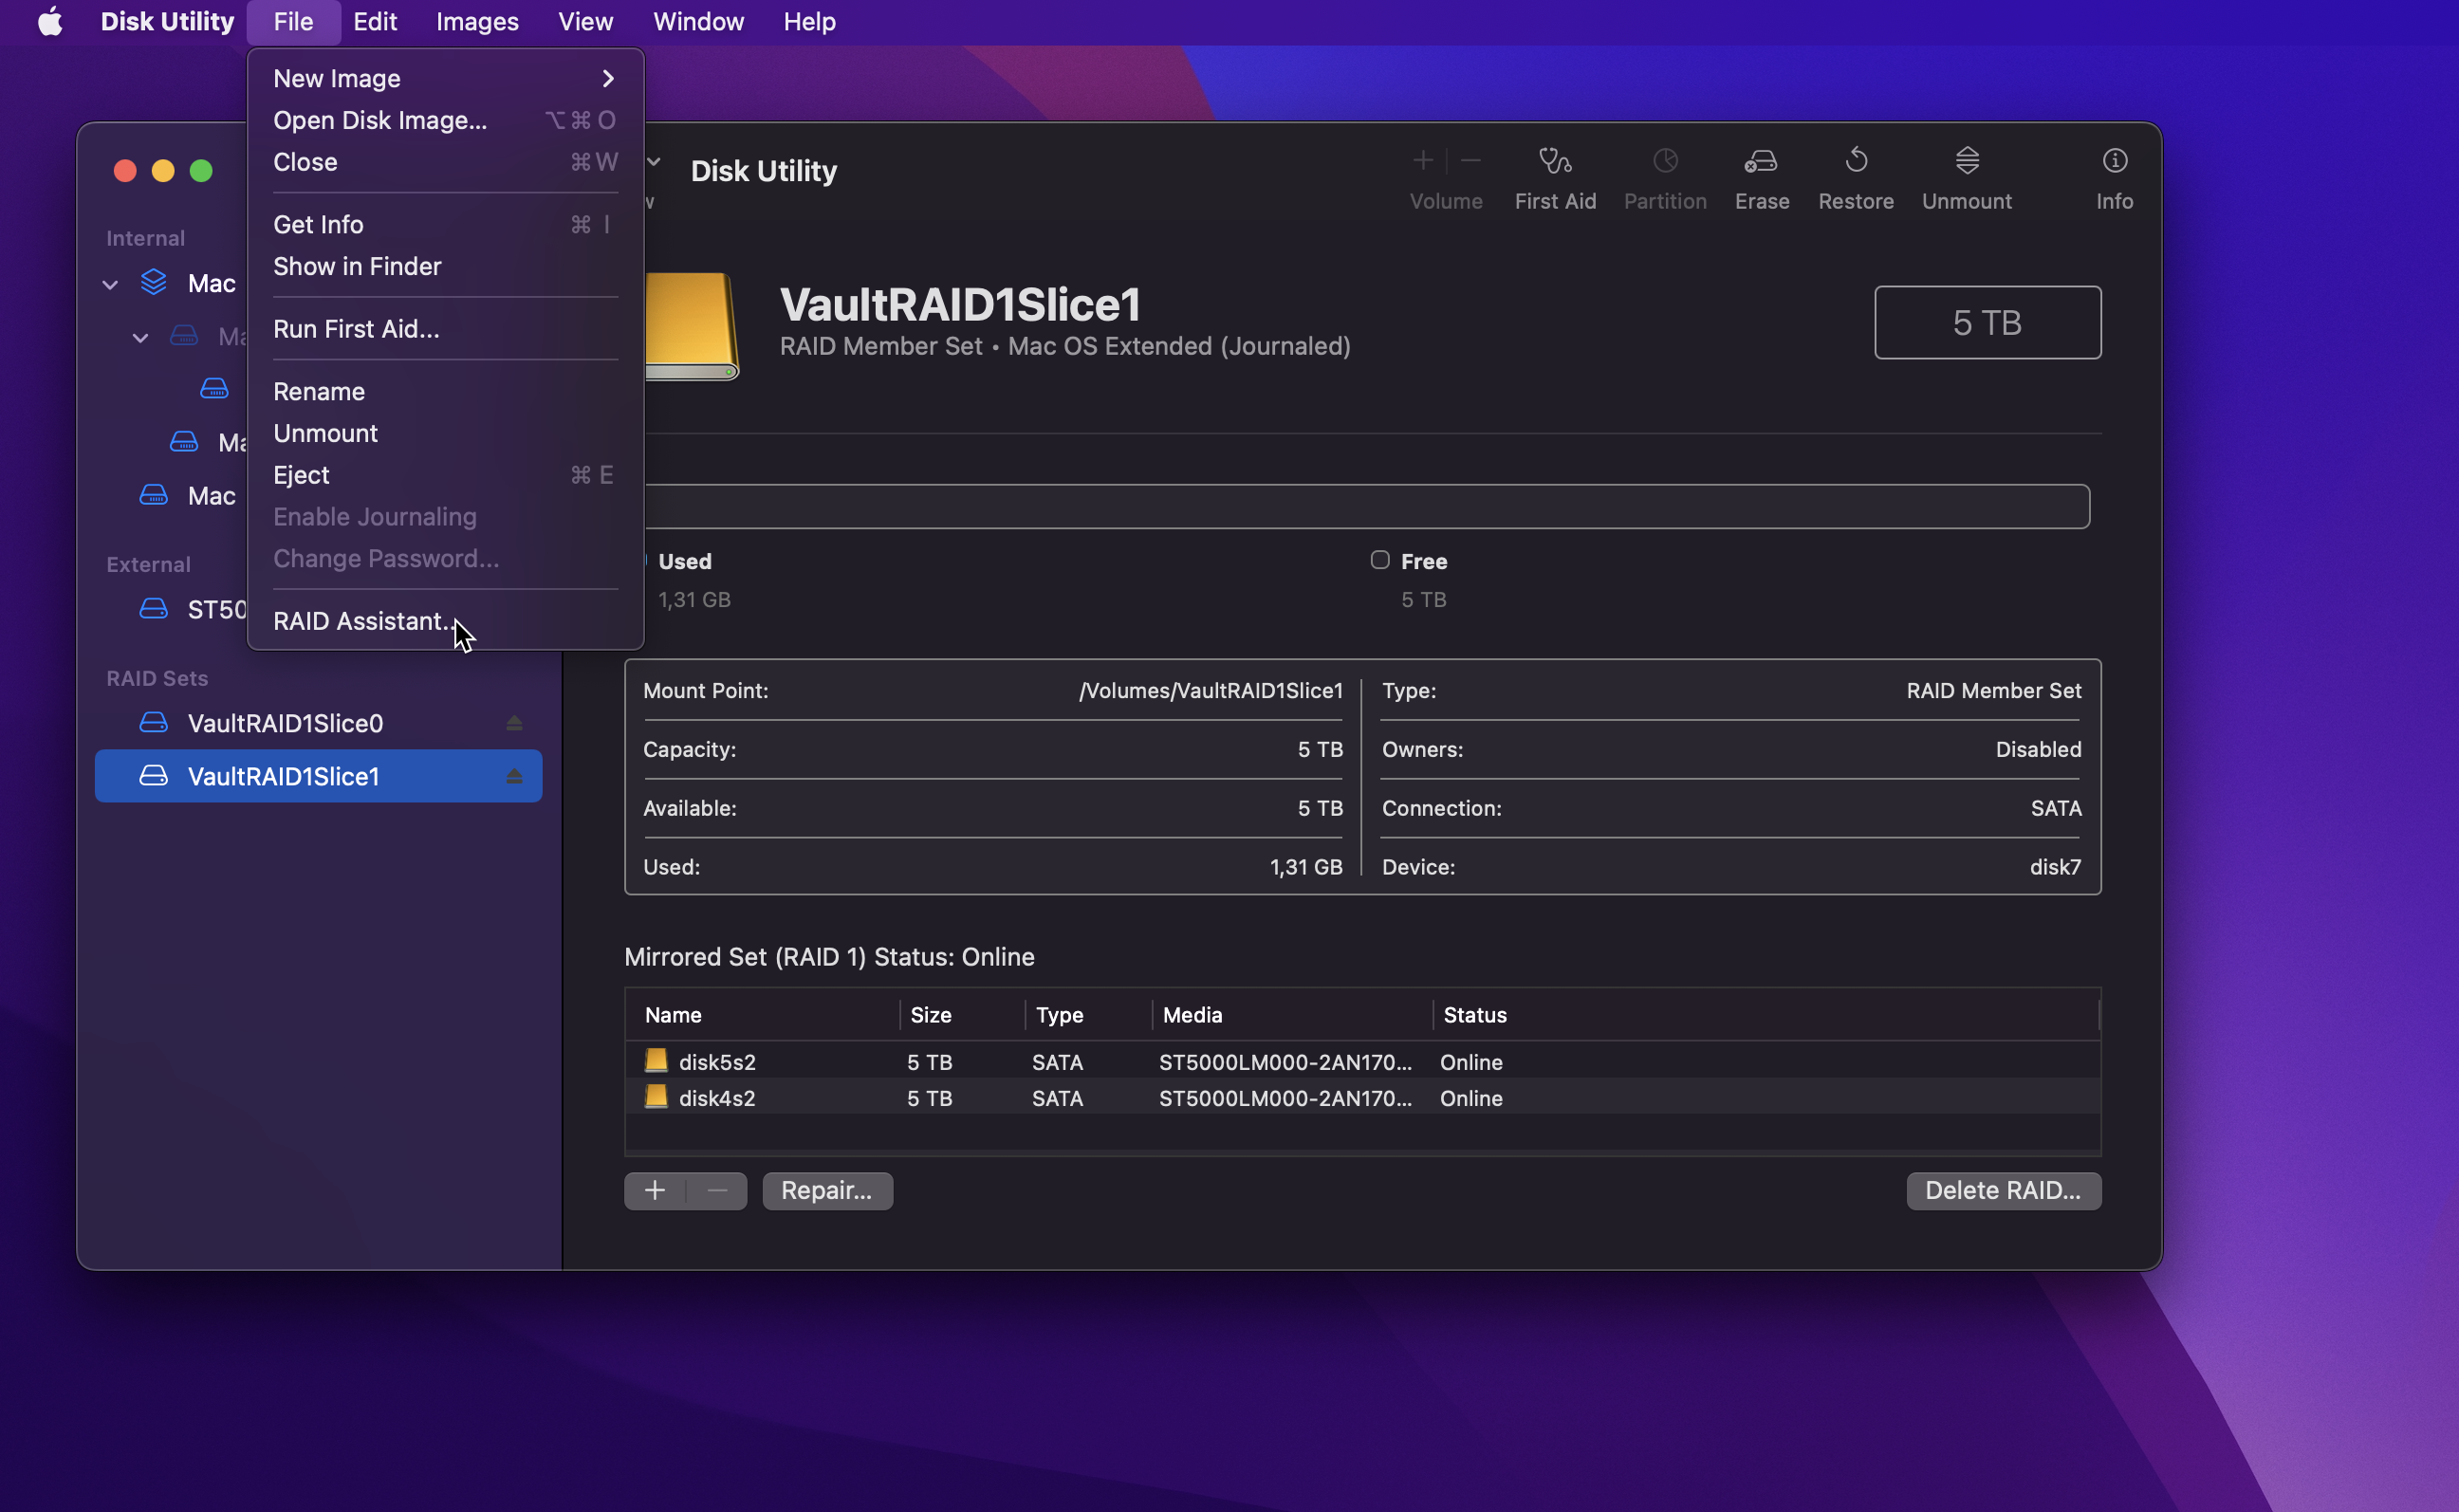 Disk Utility File Edit Images View Window Help
New Image
Open Disk Image... ⌥⌘O
Close ⌘W
Get Info ⌘I
Show in Finder
Run First Aid...
Rename
Unmount
Eject ⌘E
Enable Journaling
Change Password...
RAID Assistant..
Internal
Mac
Mac
External
ST50
RAID Sets
VaultRAID1Slice0
VaultRAID1Slice1
Disk Utility
Volume First Aid Partition Erase Restore Unmount Info
VaultRAID1Slice1
RAID Member Set • Mac OS Extended (Journaled)
5 TB
Used
1,31 GB
Free
5 TB
Mount Point: /Volumes/VaultRAID1Slice1
Capacity: 5 TB
Available: 5 TB
Used: 1,31 GB
Type: RAID Member Set
Owners: Disabled
Connection: SATA
Device: disk7
Mirrored Set (RAID 1) Status: Online
Name Size Type Media Status
disk5s2 5 TB SATA ST5000LM000-2AN170... Online
disk4s2 5 TB SATA ST5000LM000-2AN170... Online
+ − Repair... Delete RAID...